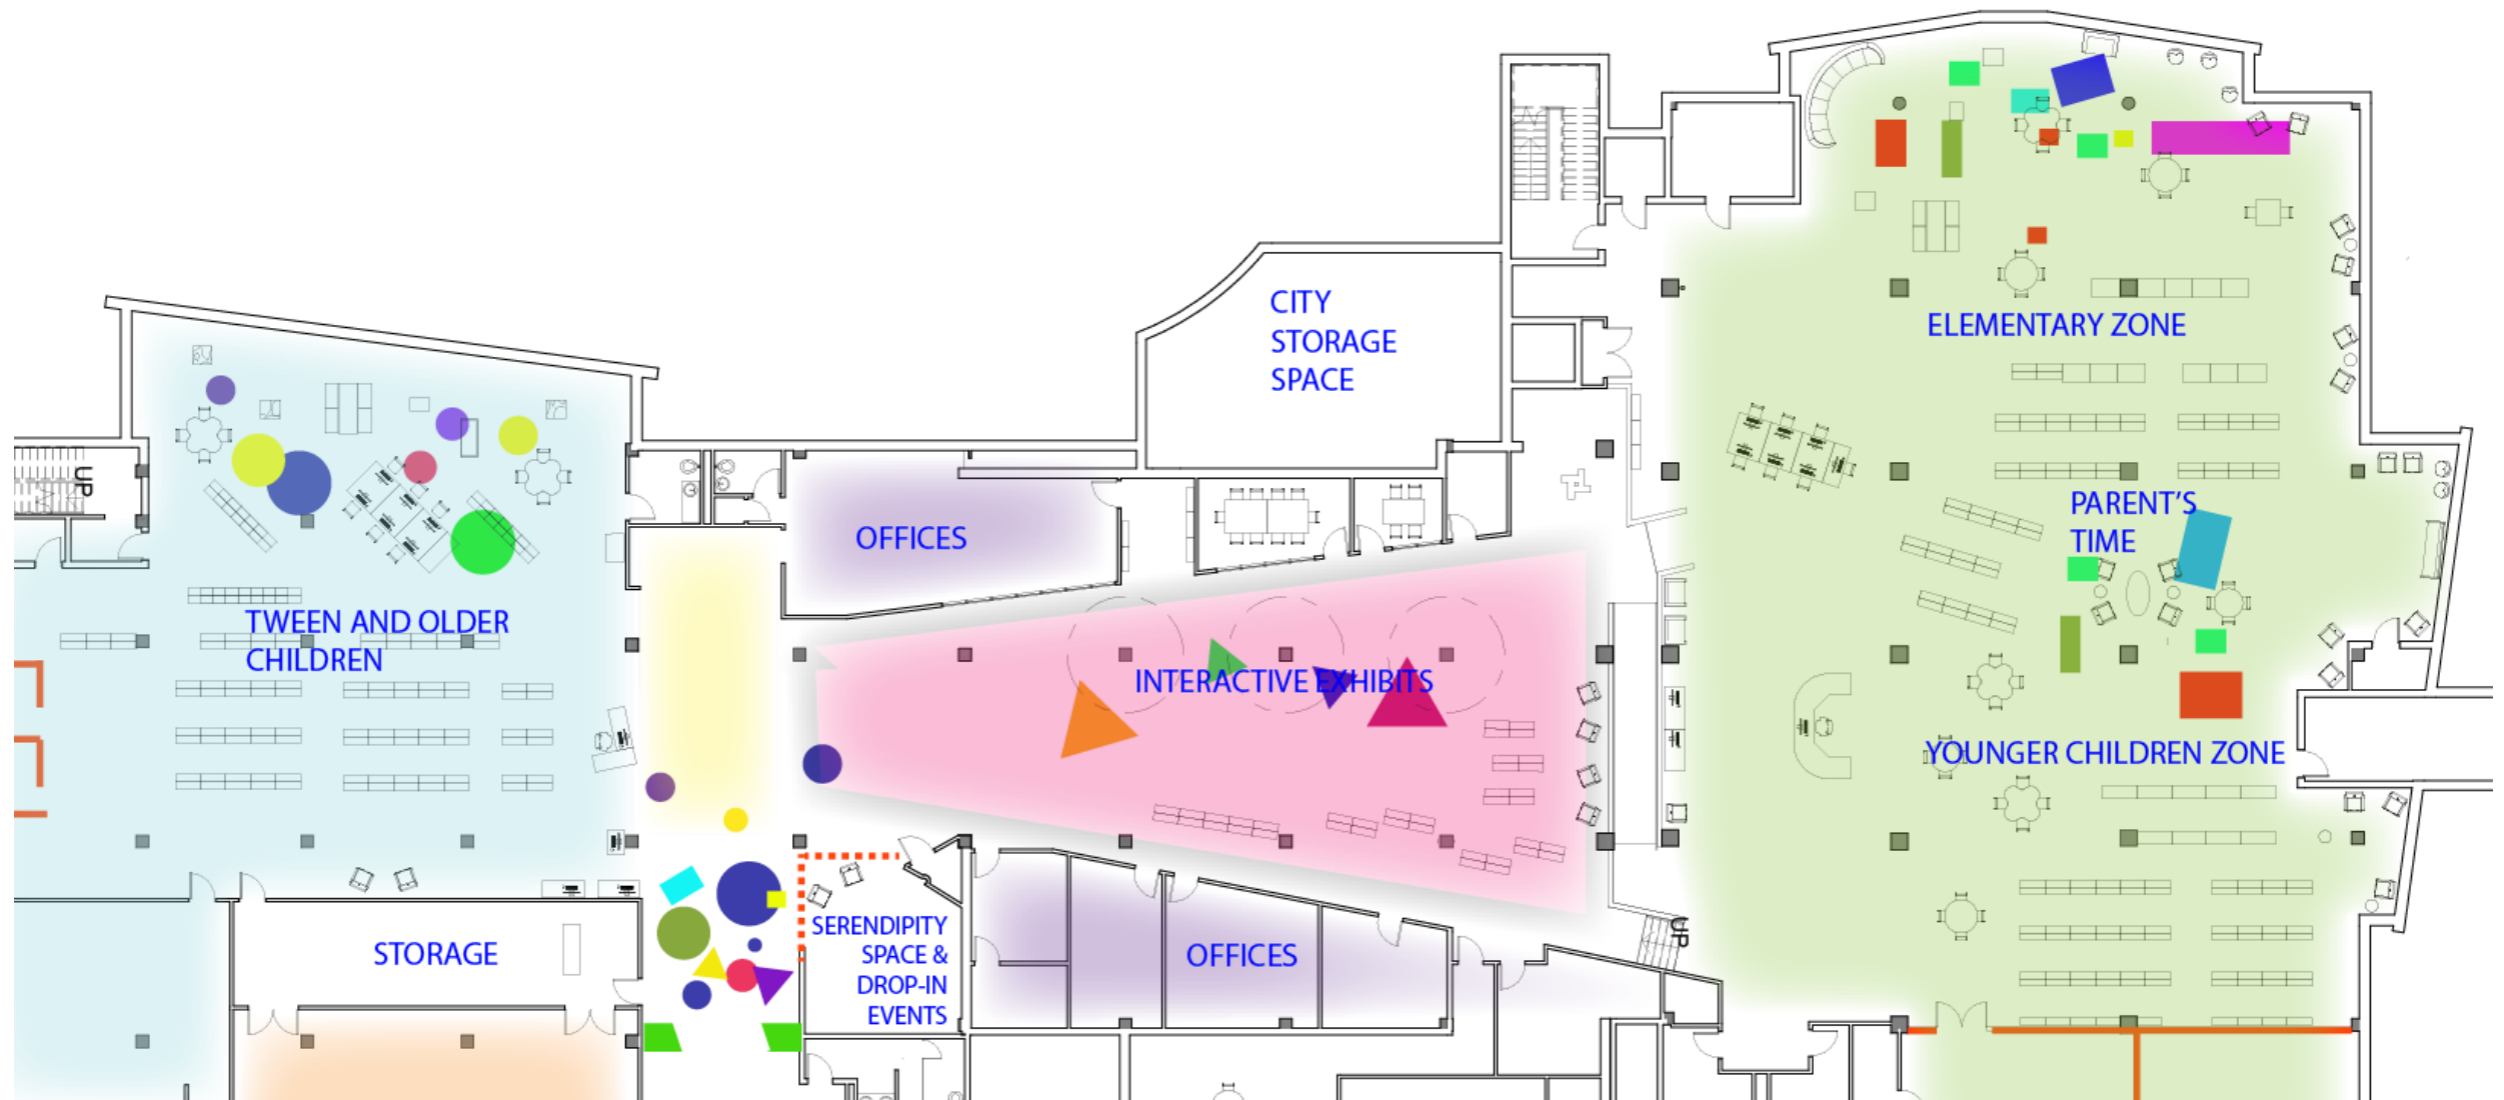 CITY
STORAGE
SPACE
ELEMENTARY ZONE
UP
OFFICES
PARENT'S
TIME
TWEEN AND OLDER
CHILDREN
INTERACTIVE EXHIBITS
YOUNGER CHILDREN ZONE
STORAGE
SERENDIPITY
SPACE &
DROP-IN
EVENTS
OFFICES
UP